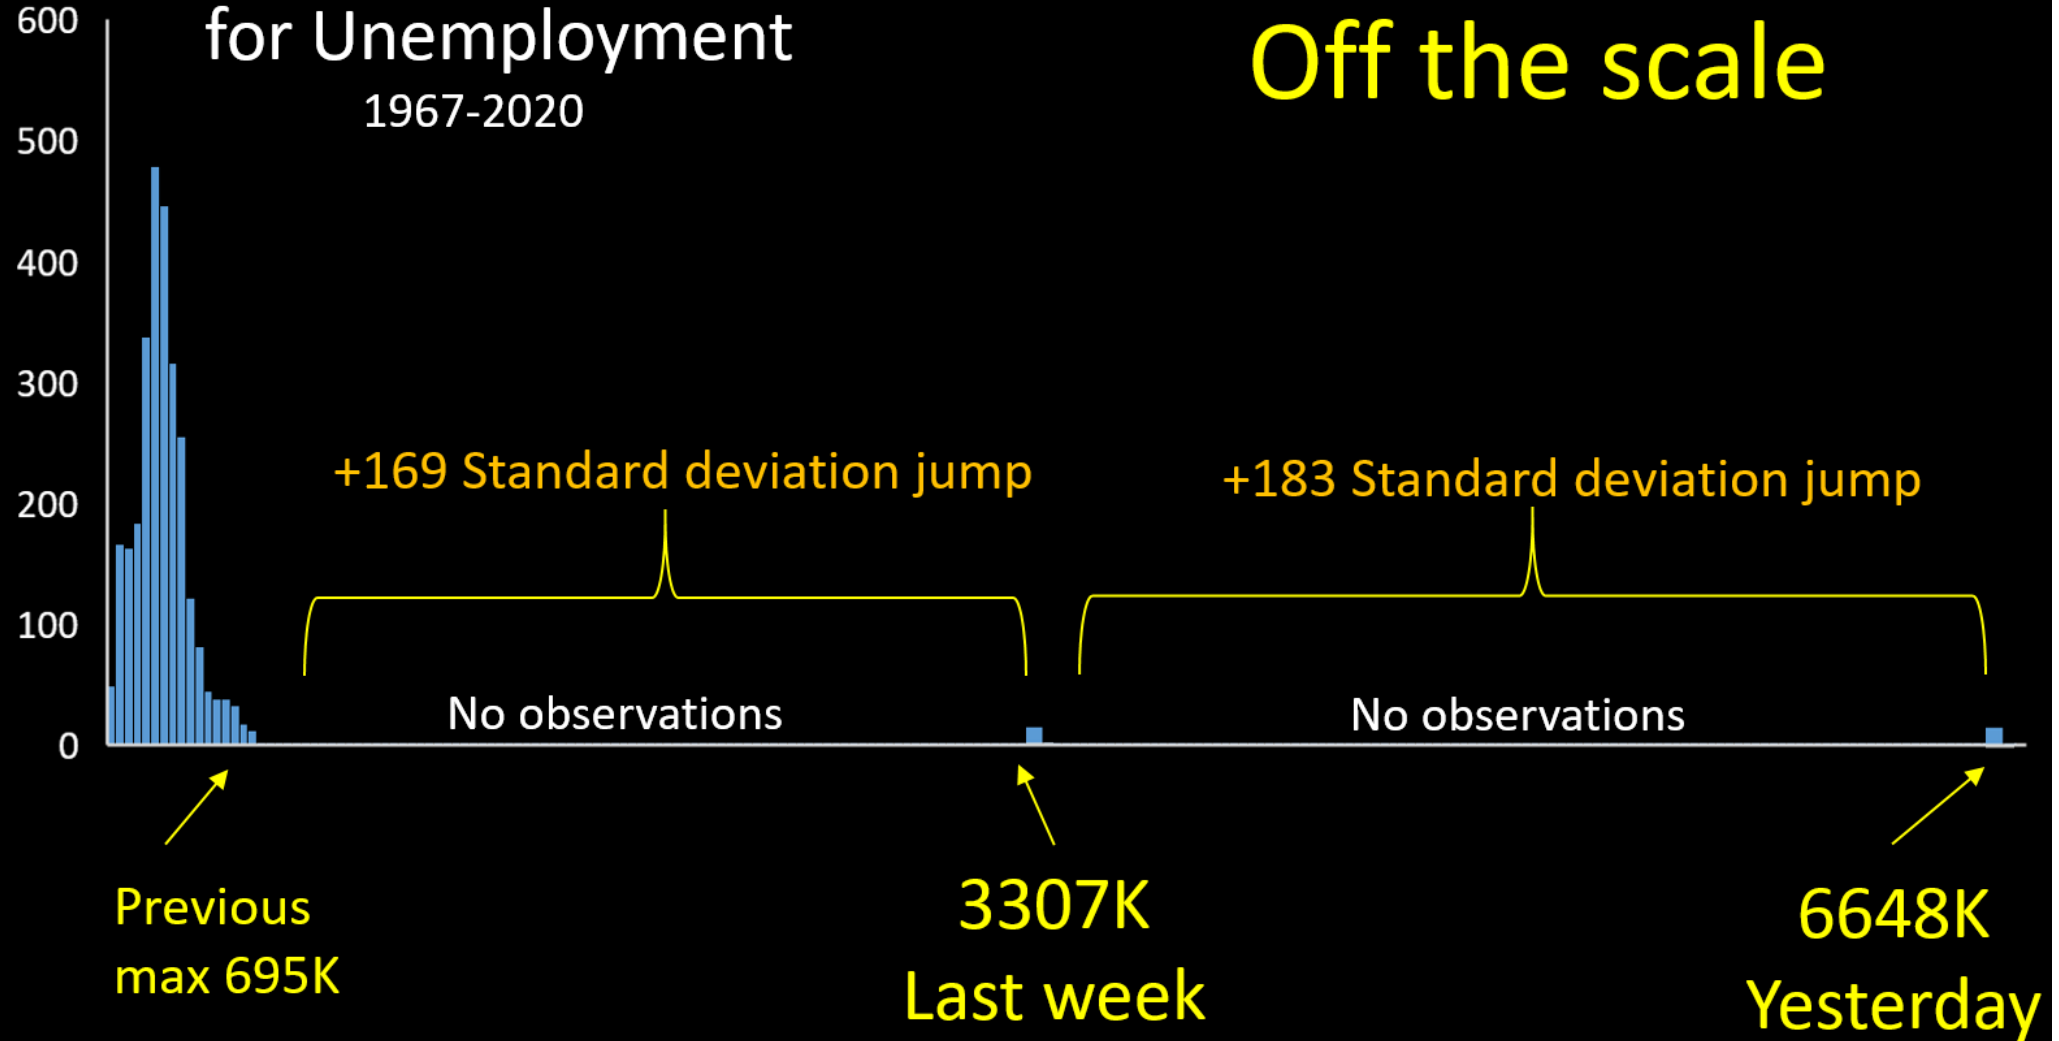 for Unemployment
1967-2020
Off the scale
600
500
400
300
200
100
0
+169 Standard deviation jump
+183 Standard deviation jump
No observations
No observations
Previous
max 695K
3307K
Last week
6648K
Yesterday